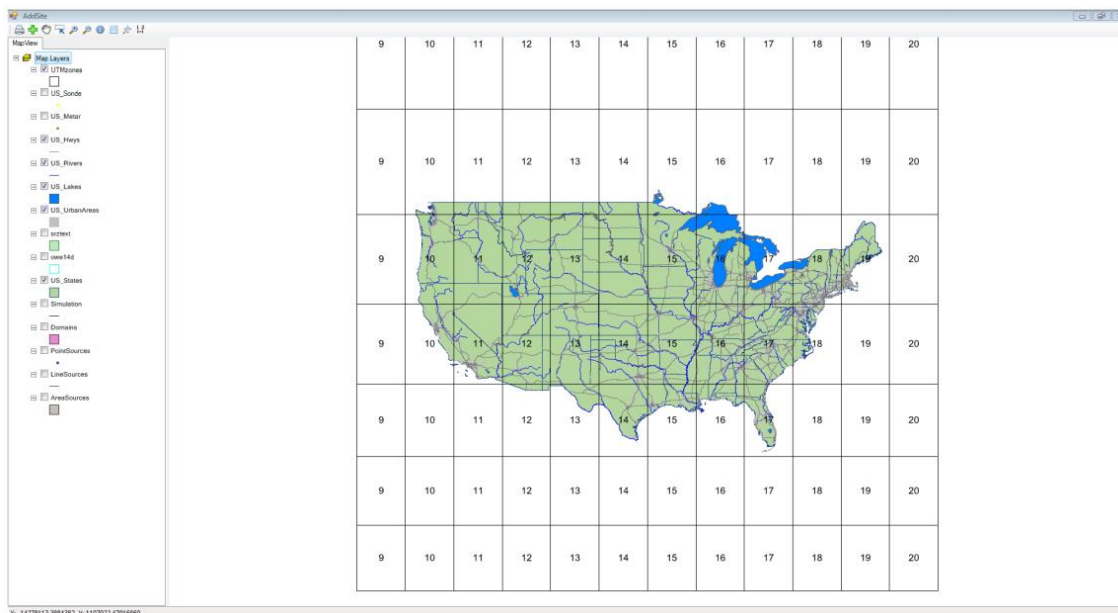 AddSite
MapView
Map Layers
UTMzones
US_Sonde
US_Metar
US_Hwys
US_Rivers
US_Lakes
US_UrbanAreas
srztext
owe14d
US_States
Simulation
Domains
PointSources
LineSources
AreaSources
9 10 11 12 13 14 15 16 17 18 19 20
9 10 11 12 13 14 15 16 17 18 19 20
9 10 11 12 13 14 15 16 17 18 19 20
9 10 11 12 13 14 15 16 17 18 19 20
9 10 11 12 13 14 15 16 17 18 19 20
9 10 11 12 13 14 15 16 17 18 19 20
9 10 11 12 13 14 15 16 17 18 19 20